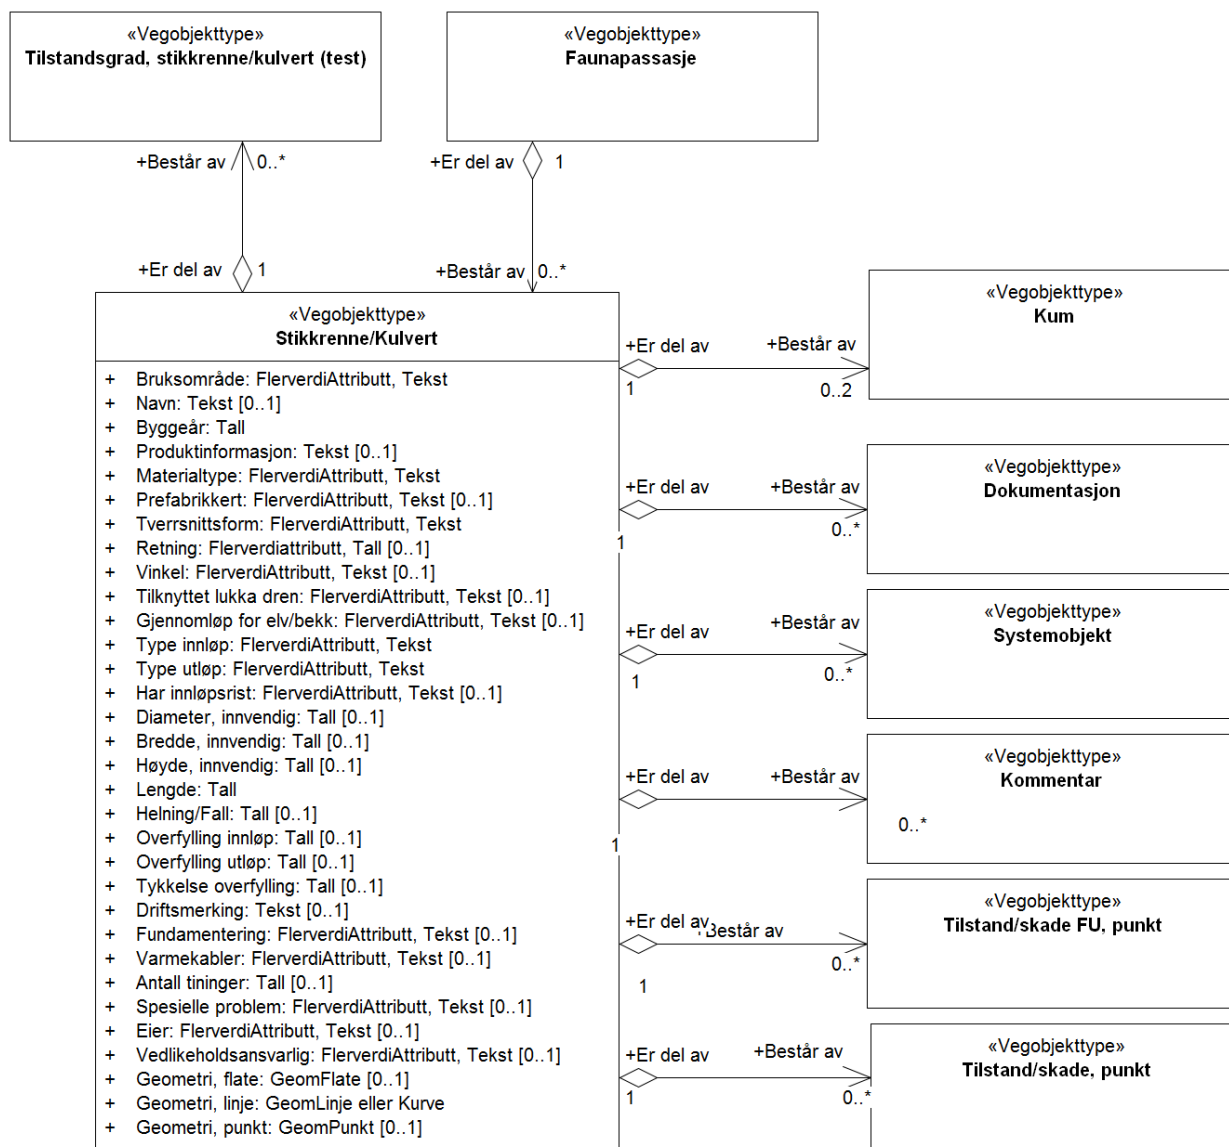 «Vegobjekttype»
Tilstandsgrad, stikkrenne/kulvert (test)
«Vegobjekttype»
Faunapassasje
+Består av
0..*
+Er del av
1
+Er del av
1
+Består av
0..*
«Vegobjekttype»
Stikkrenne/Kulvert
+ Bruksområde: FlerverdiAttributt, Tekst
+ Navn: Tekst [0..1]
+ Byggeår: Tall
+ Produktinformasjon: Tekst [0..1]
+ Materialtype: FlerverdiAttributt, Tekst
+ Prefabrikkert: FlerverdiAttributt, Tekst [0..1]
+ Tverrsnittsform: FlerverdiAttributt, Tekst
+ Retning: Flerverdiattributt, Tall [0..1]
+ Vinkel: FlerverdiAttributt, Tekst [0..1]
+ Tilknyttet lukka dren: FlerverdiAttributt, Tekst [0..1]
+ Gjennomløp for elv/bekk: FlerverdiAttributt, Tekst [0..1]
+ Type innløp: FlerverdiAttributt, Tekst
+ Type utløp: FlerverdiAttributt, Tekst
+ Har innløpsrist: FlerverdiAttributt, Tekst [0..1]
+ Diameter, innvendig: Tall [0..1]
+ Bredde, innvendig: Tall [0..1]
+ Høyde, innvendig: Tall [0..1]
+ Lengde: Tall
+ Helning/Fall: Tall [0..1]
+ Overfylling innløp: Tall [0..1]
+ Overfylling utløp: Tall [0..1]
+ Tykkelse overfylling: Tall [0..1]
+ Driftsmerking: Tekst [0..1]
+ Fundamentering: FlerverdiAttributt, Tekst [0..1]
+ Varmekabler: FlerverdiAttributt, Tekst [0..1]
+ Antall tininger: Tall [0..1]
+ Spesielle problem: FlerverdiAttributt, Tekst [0..1]
+ Eier: FlerverdiAttributt, Tekst [0..1]
+ Vedlikeholdsansvarlig: FlerverdiAttributt, Tekst [0..1]
+ Geometri, flate: GeomFlate [0..1]
+ Geometri, linje: GeomLinje eller Kurve
+ Geometri, punkt: GeomPunkt [0..1]
+Er del av
1
+Består av
0..2
«Vegobjekttype»
Kum
+Er del av
1
+Består av
0..*
«Vegobjekttype»
Dokumentasjon
+Er del av
1
+Består av
0..*
«Vegobjekttype»
Systemobjekt
+Er del av
1
+Består av
0..*
«Vegobjekttype»
Kommentar
+Er del av
1
+Består av
0..*
«Vegobjekttype»
Tilstand/skade FU, punkt
+Er del av
1
+Består av
0..*
«Vegobjekttype»
Tilstand/skade, punkt